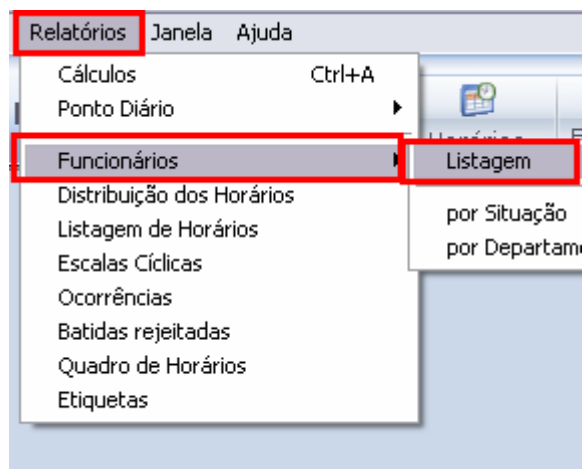 Relatórios Janela Ajuda
Cálculos Ctrl+A
Ponto Diário
Funcionários
Listagem
Distribuição dos Horários
por Situação
Listagem de Horários
por Departame
Escalas Cíclicas
Ocorrências
Batidas rejeitadas
Quadro de Horários
Etiquetas